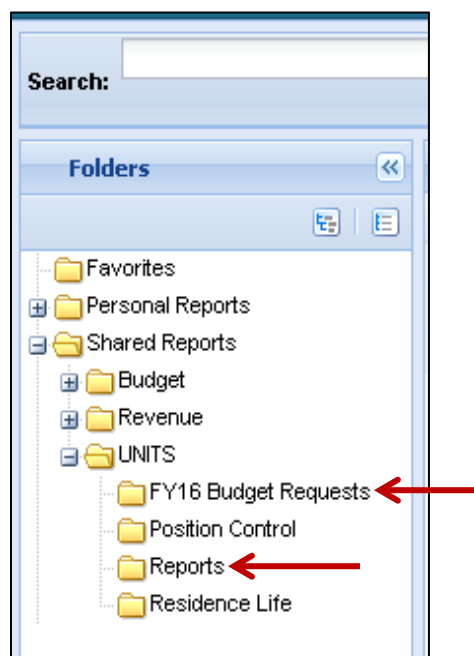 Search:
Folders
Favorites
Personal Reports
Shared Reports
Budget
Revenue
UNITS
FY16 Budget Requests
Position Control
Reports
Residence Life